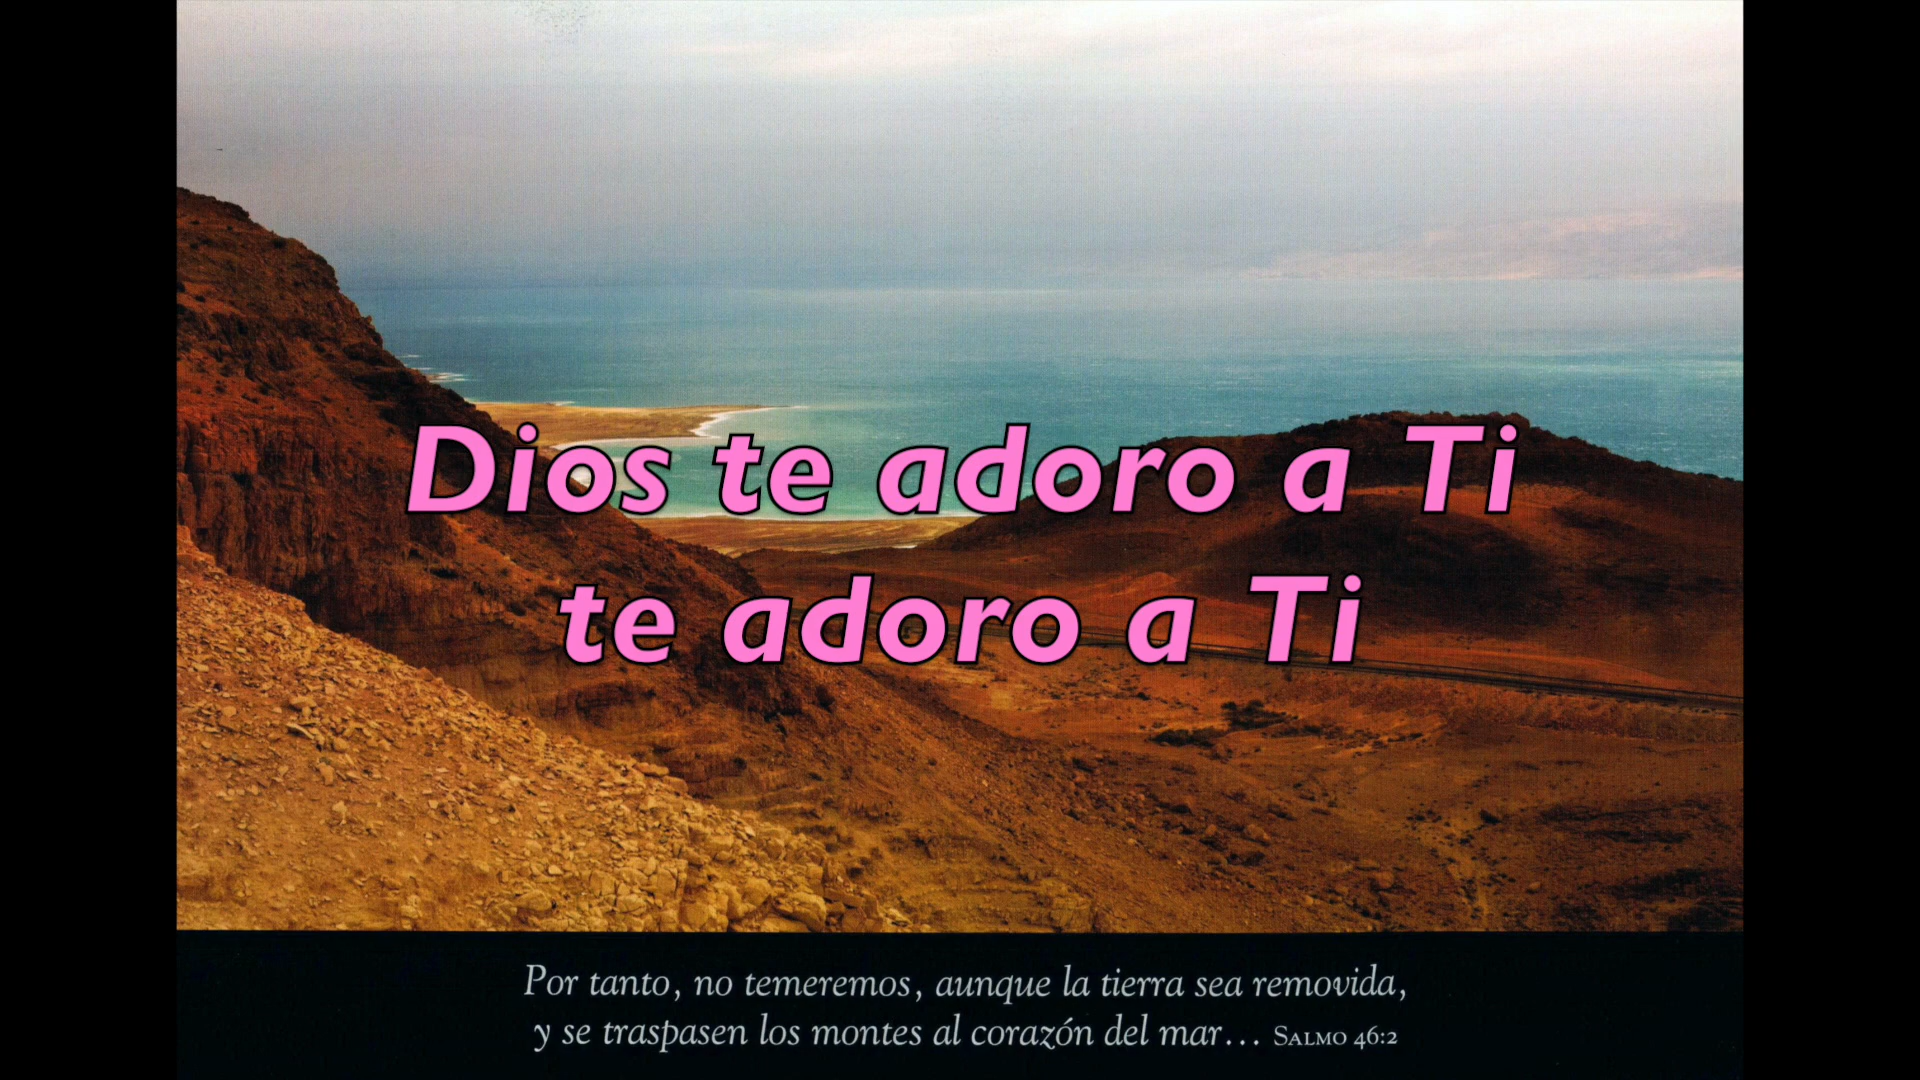 Dios te adoro a Ti
te adoro a Ti
Por tanto, no temeremos, aunque la tierra sea removida,
y se traspasen los montes al corazón del mar... Salmo 46:2